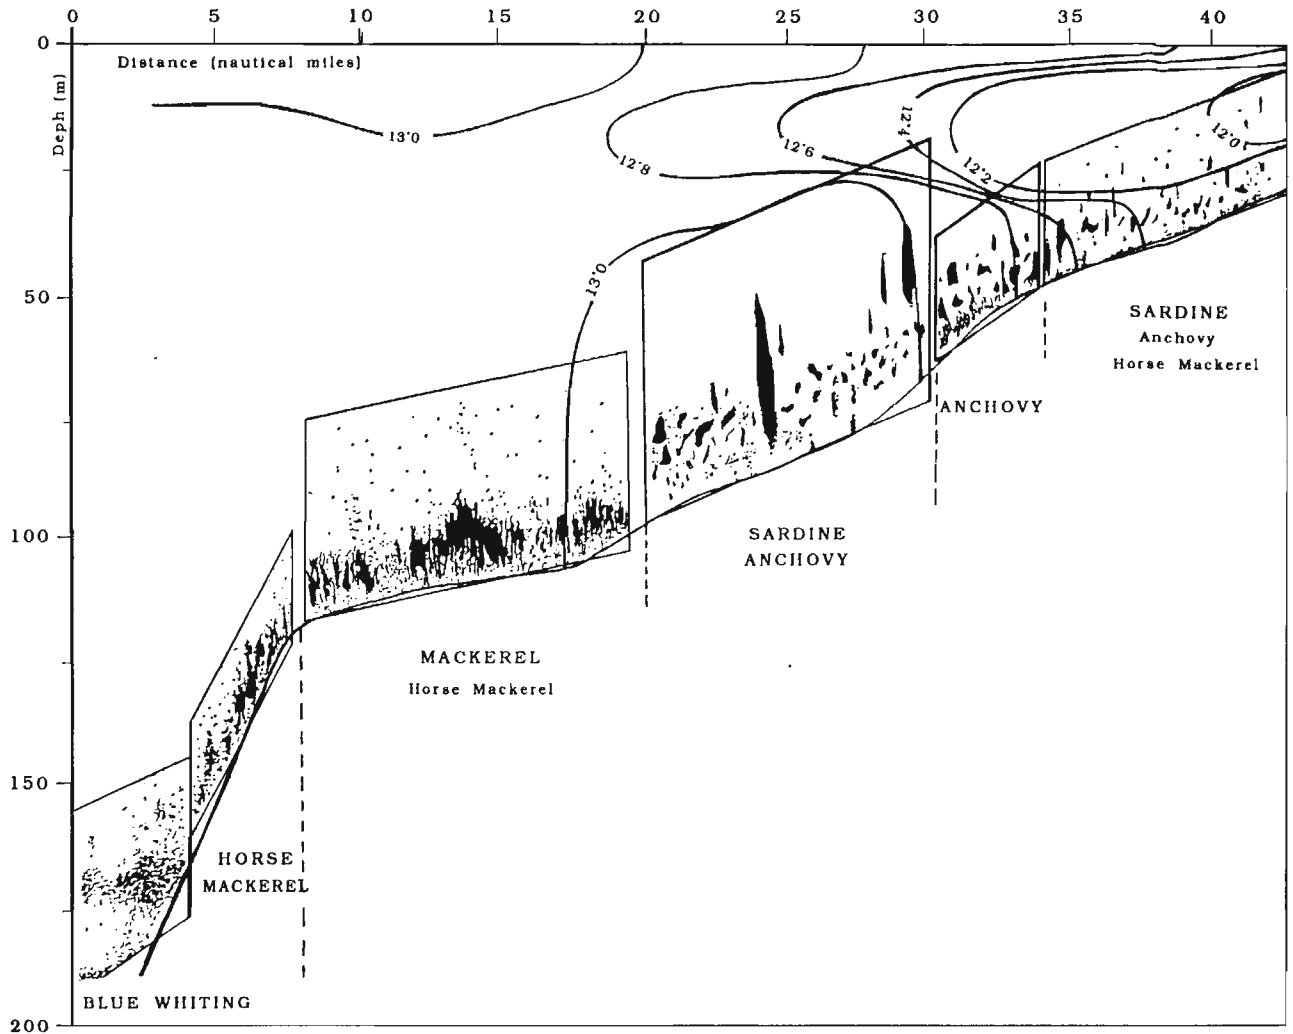 0 5 10 15 20 25 30 35 40
0
Distance (nautical miles)
Deph (m)
13'0
12'8
12'6
12'4
12'2
12'0
13'0
50
SARDINE
Anchovy
Horse Mackerel
ANCHOVY
100
SARDINE
ANCHOVY
MACKEREL
Horse Mackerel
150
HORSE
MACKEREL
BLUE WHITING
200